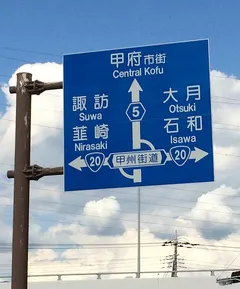 甲府市街
Central Kofu
諏訪
Suwa
韮崎
Nirasaki
大月
Otsuki
石和
Isawa
5
20
甲州街道
20